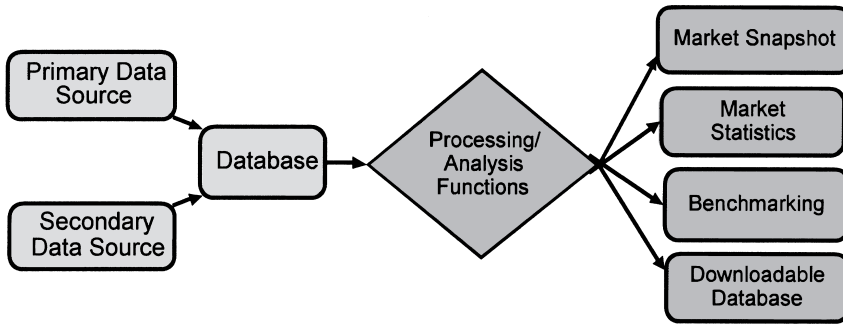 Primary Data
Source
Secondary
Data Source
Database
Processing/
Analysis
Functions
Market Snapshot
Market
Statistics
Benchmarking
Downloadable
Database